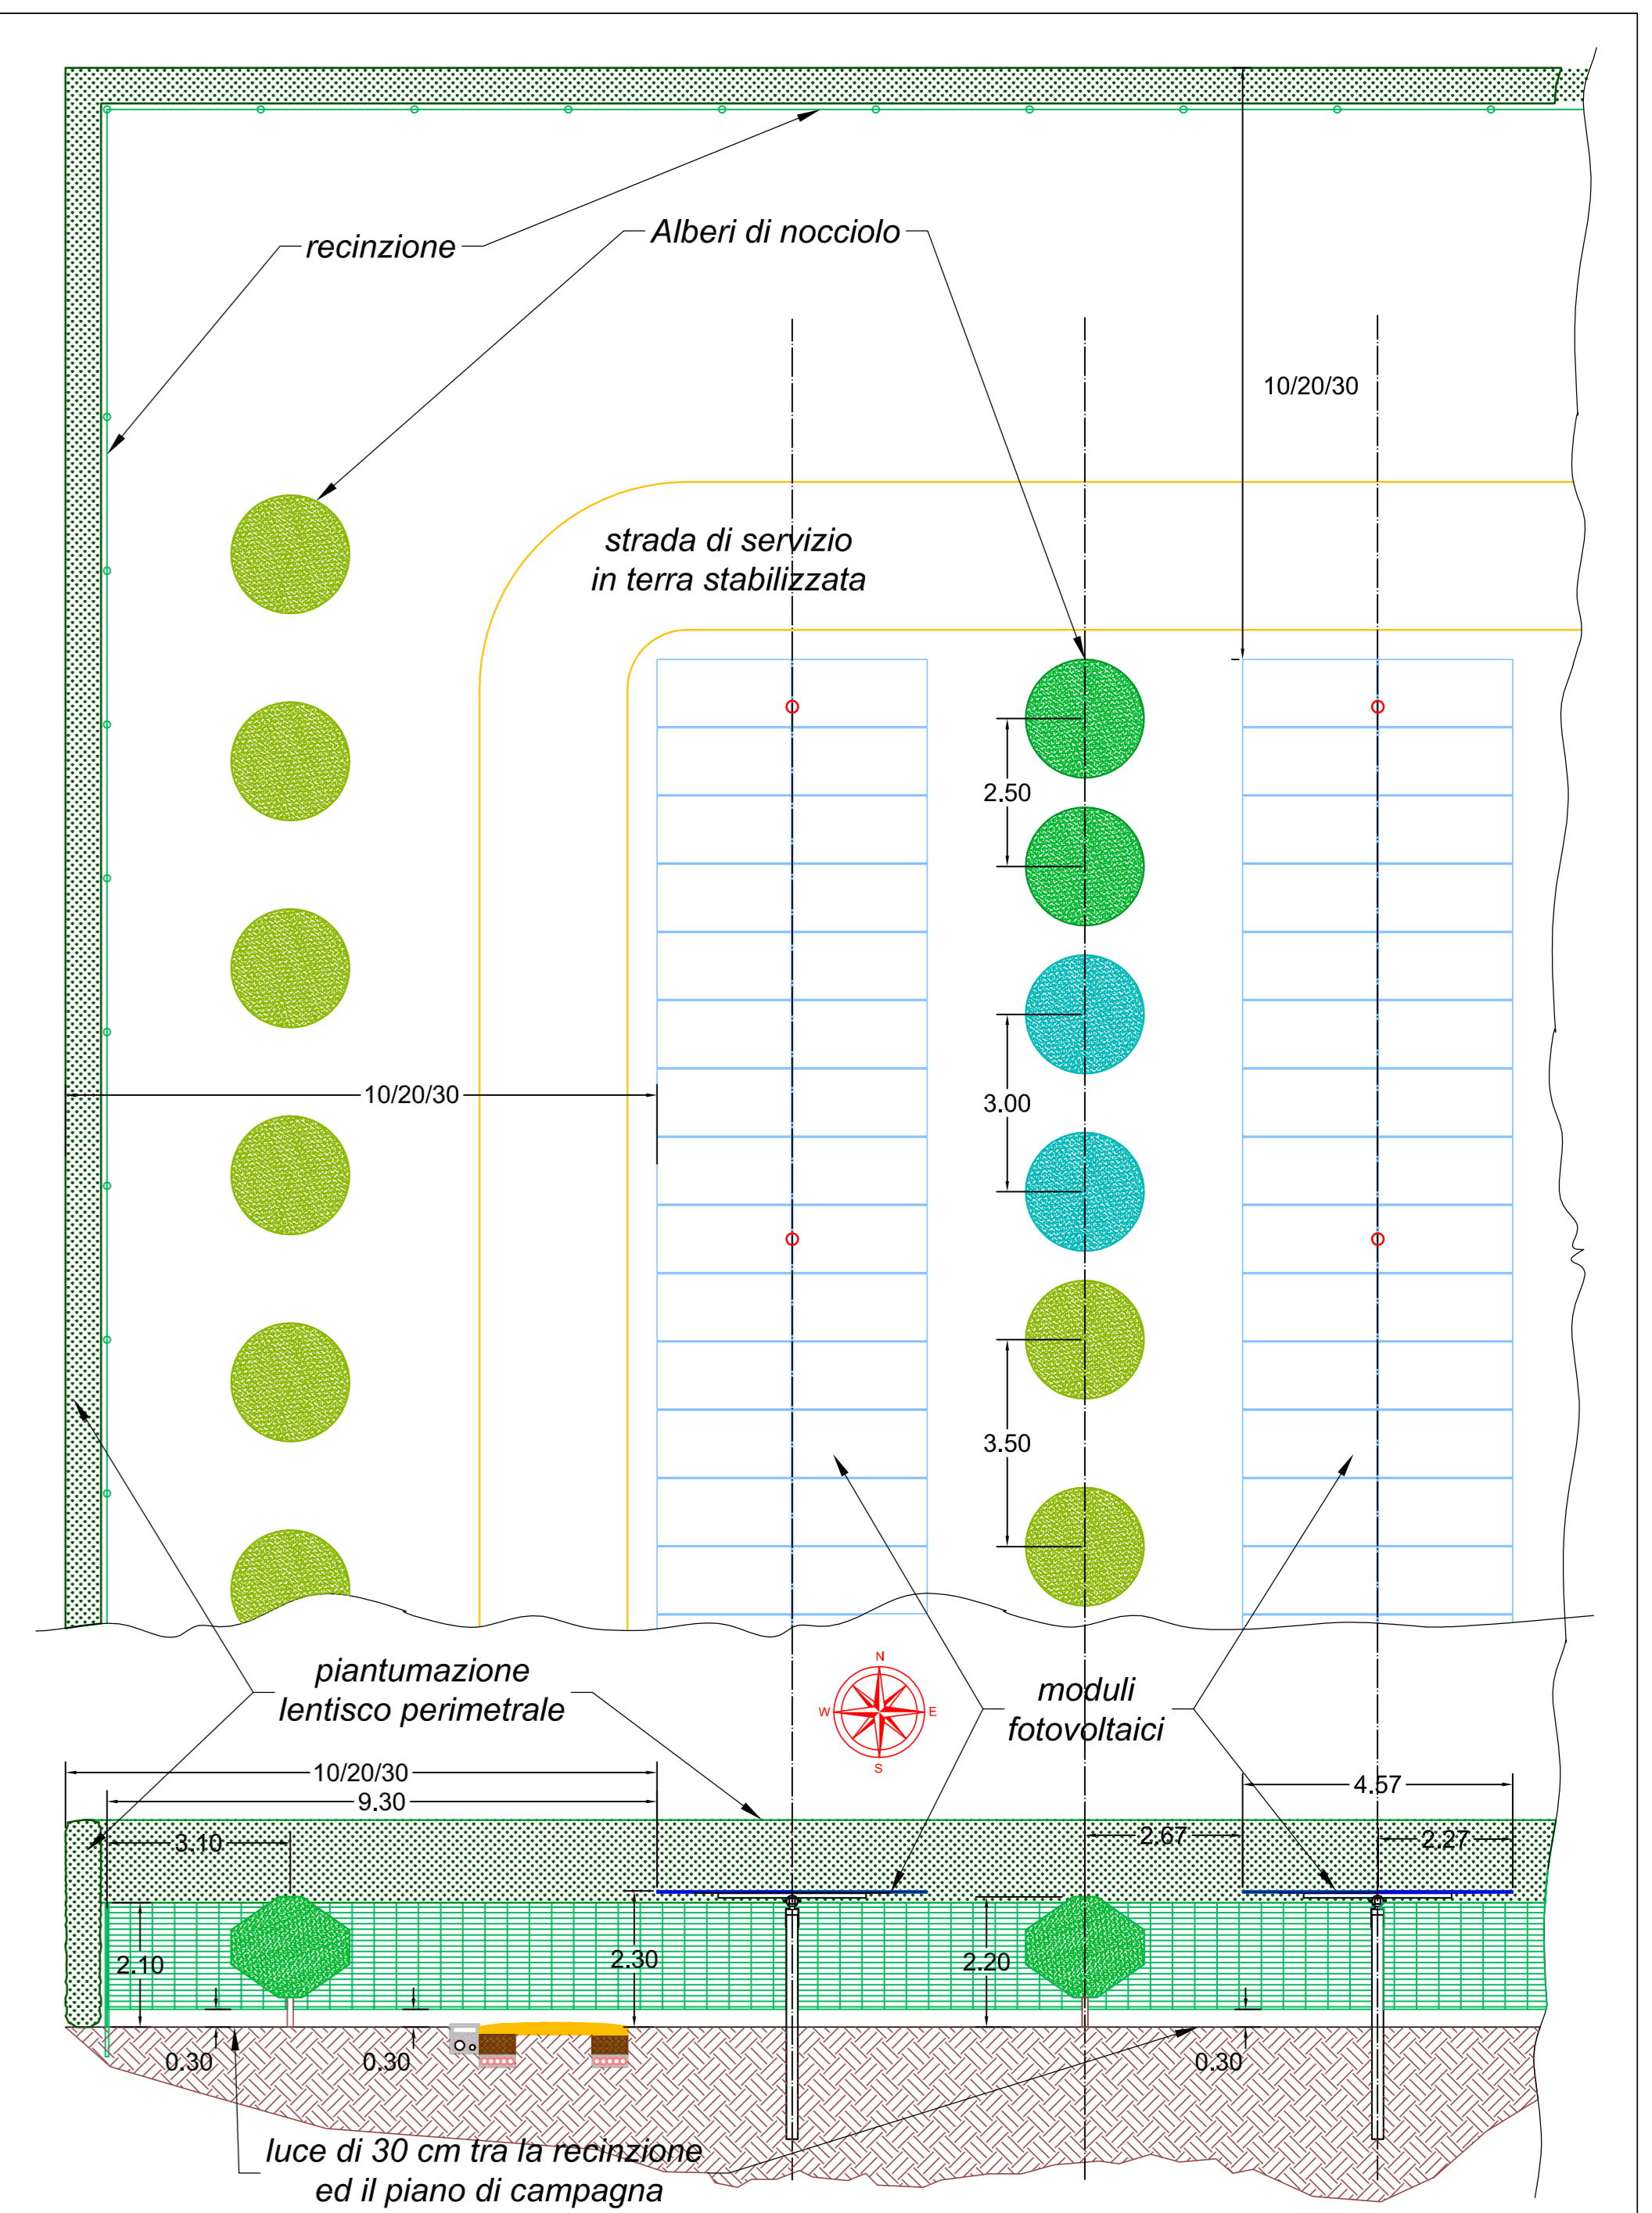 recinzione
Alberi di nocciolo
10/20/30
strada di servizio
in terra stabilizzata
2.50
3.00
10/20/30
3.50
piantumazione
lentisco perimetrale
N
W
E
S
moduli
fotovoltaici
10/20/30
9.30
4.57
3.10
2.67
2.27
2.10
2.30
2.20
0.30
0.30
0.30
luce di 30 cm tra la recinzione
ed il piano di campagna